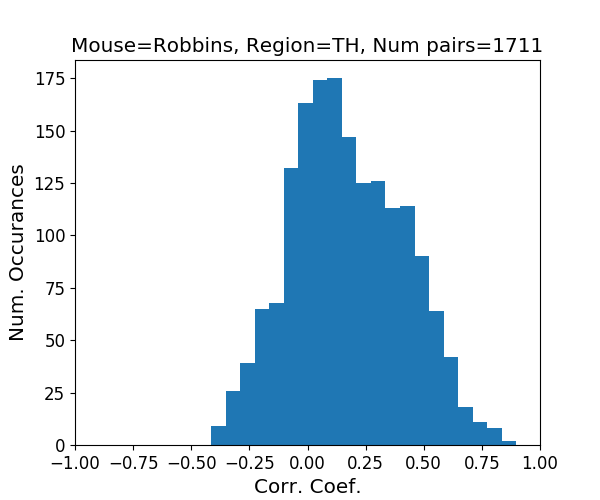 Mouse=Robbins, Region=TH, Num pairs=1711
175
150
125
100
75
50
25
0
Num. Occurances
−1.00 −0.75 −0.50 −0.25 0.00 0.25 0.50 0.75 1.00
Corr. Coef.